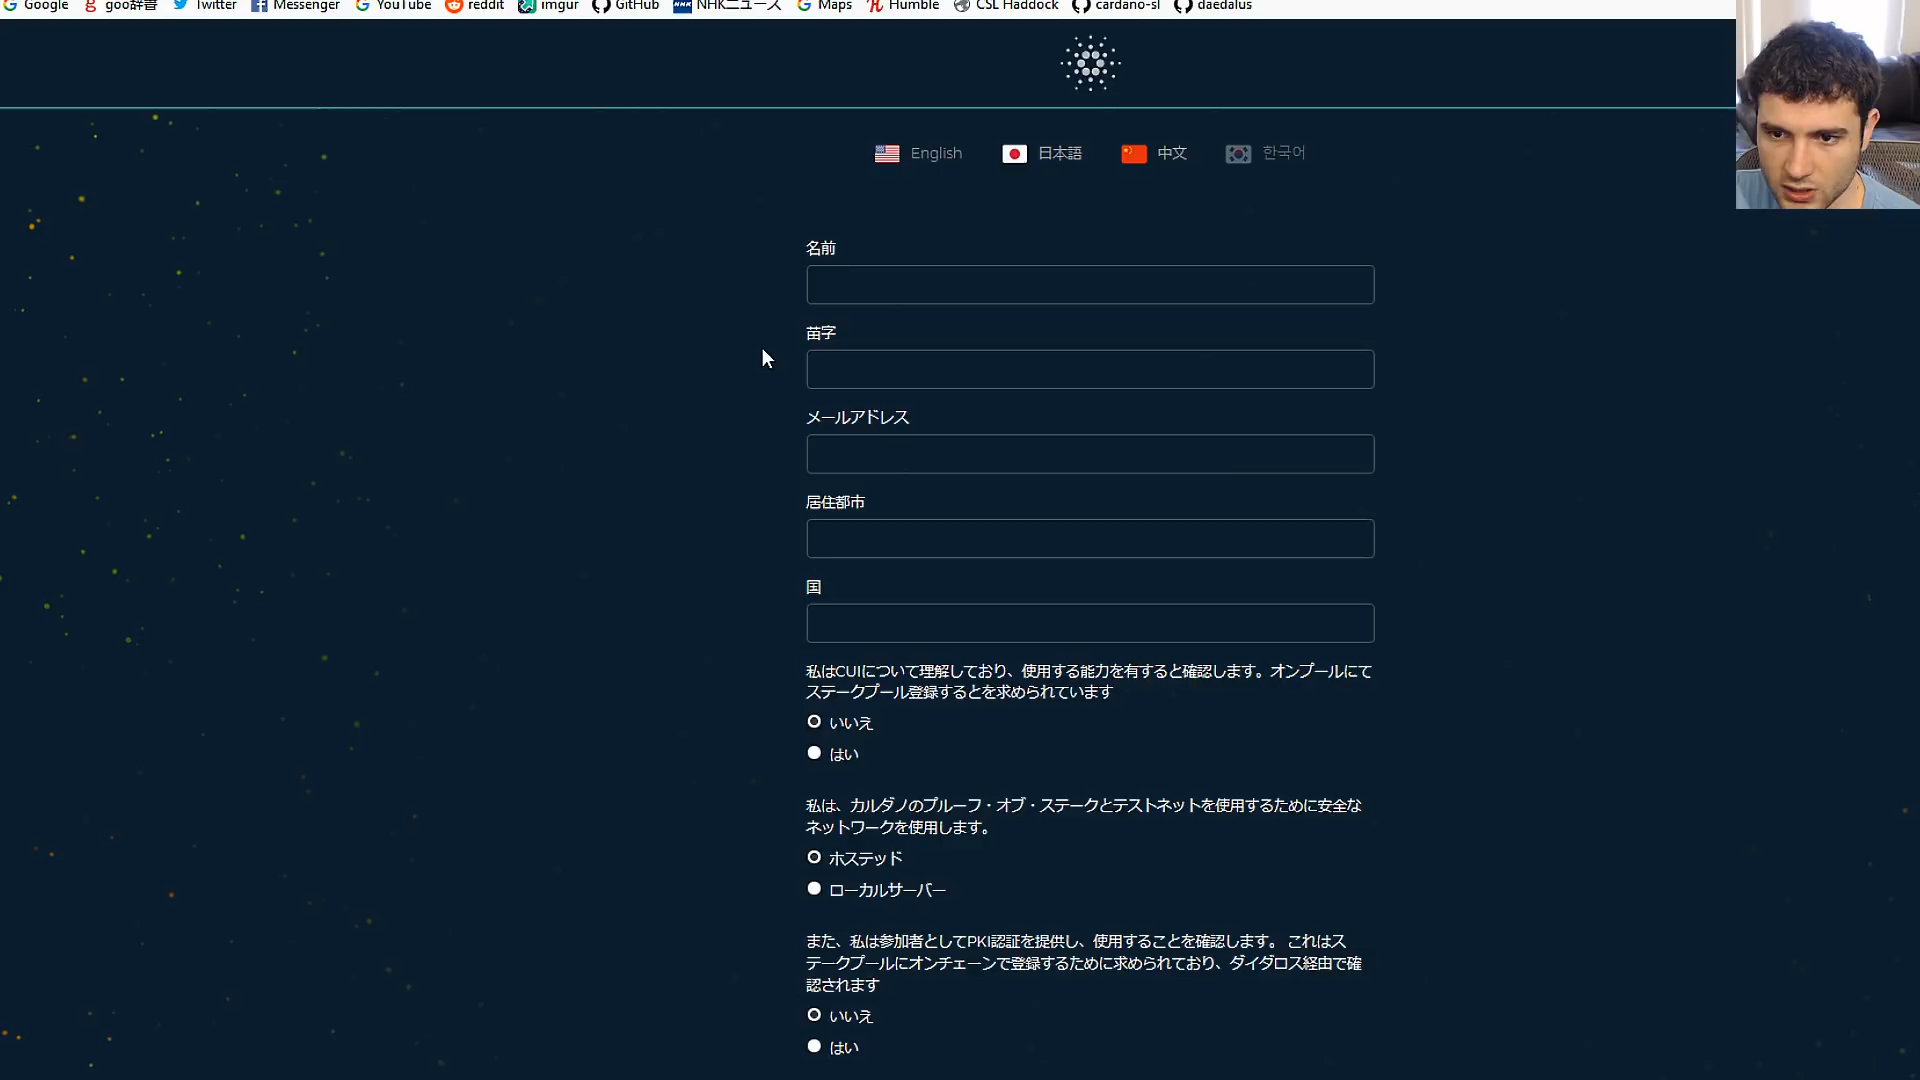 Google goo辞書 Twitter Messenger YouTube reddit imgur GitHub NHKニュース Maps Humble CSL Haddock cardano-sl daedalus
English 日本語 中文 한국어
名前
苗字
メールアドレス
居住都市
国
私はCUIについて理解しており、使用する能力を有すると確認します。オンプールにて
ステークプール登録するとを求められています
いいえ
はい
私は、カルダノのプルーフ・オブ・ステークとテストネットを使用するために安全な
ネットワークを使用します。
ホステッド
ローカルサーバー
また、私は参加者としてPKI認証を提供し、使用することを確認します。 これはス
テークプールにオンチェーンで登録するために求められており、ダイダロス経由で確
認されます
いいえ
はい